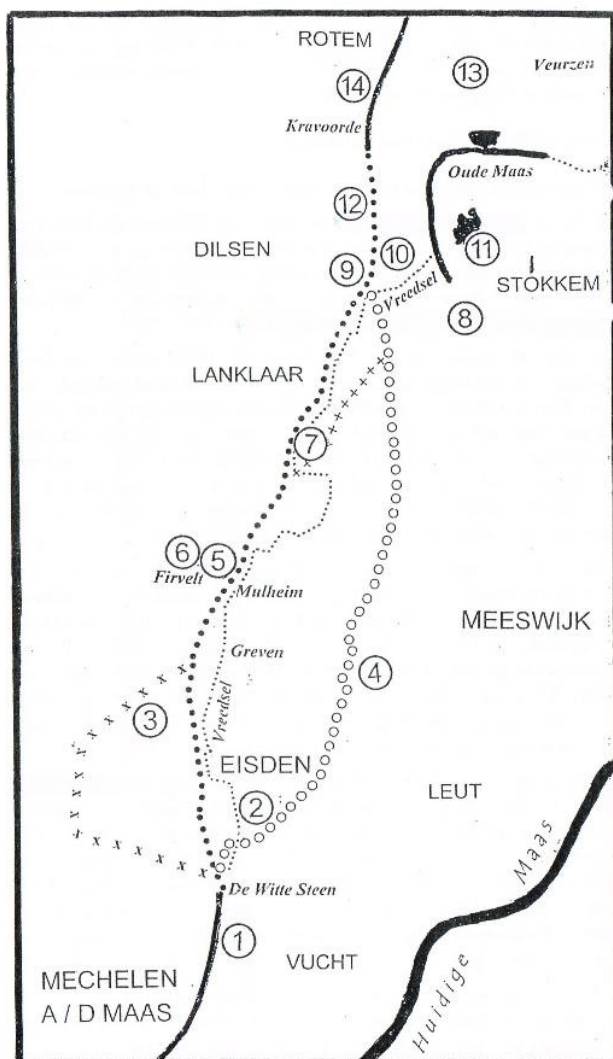 ROTEM
14
13
Veurzen
Kravoorde
Oude Maas
12
DILSEN
9
10
11
STOKKEM
Vreedsel
8
LANKLAAR
7
6
5
Firvelt
Mulheim
MEESWIJK
Greven
4
3
Vreedsel
EISDEN
LEUT
2
Maas
De Witte Steen
1
VUCHT
MECHELEN
A / D MAAS
Huidige